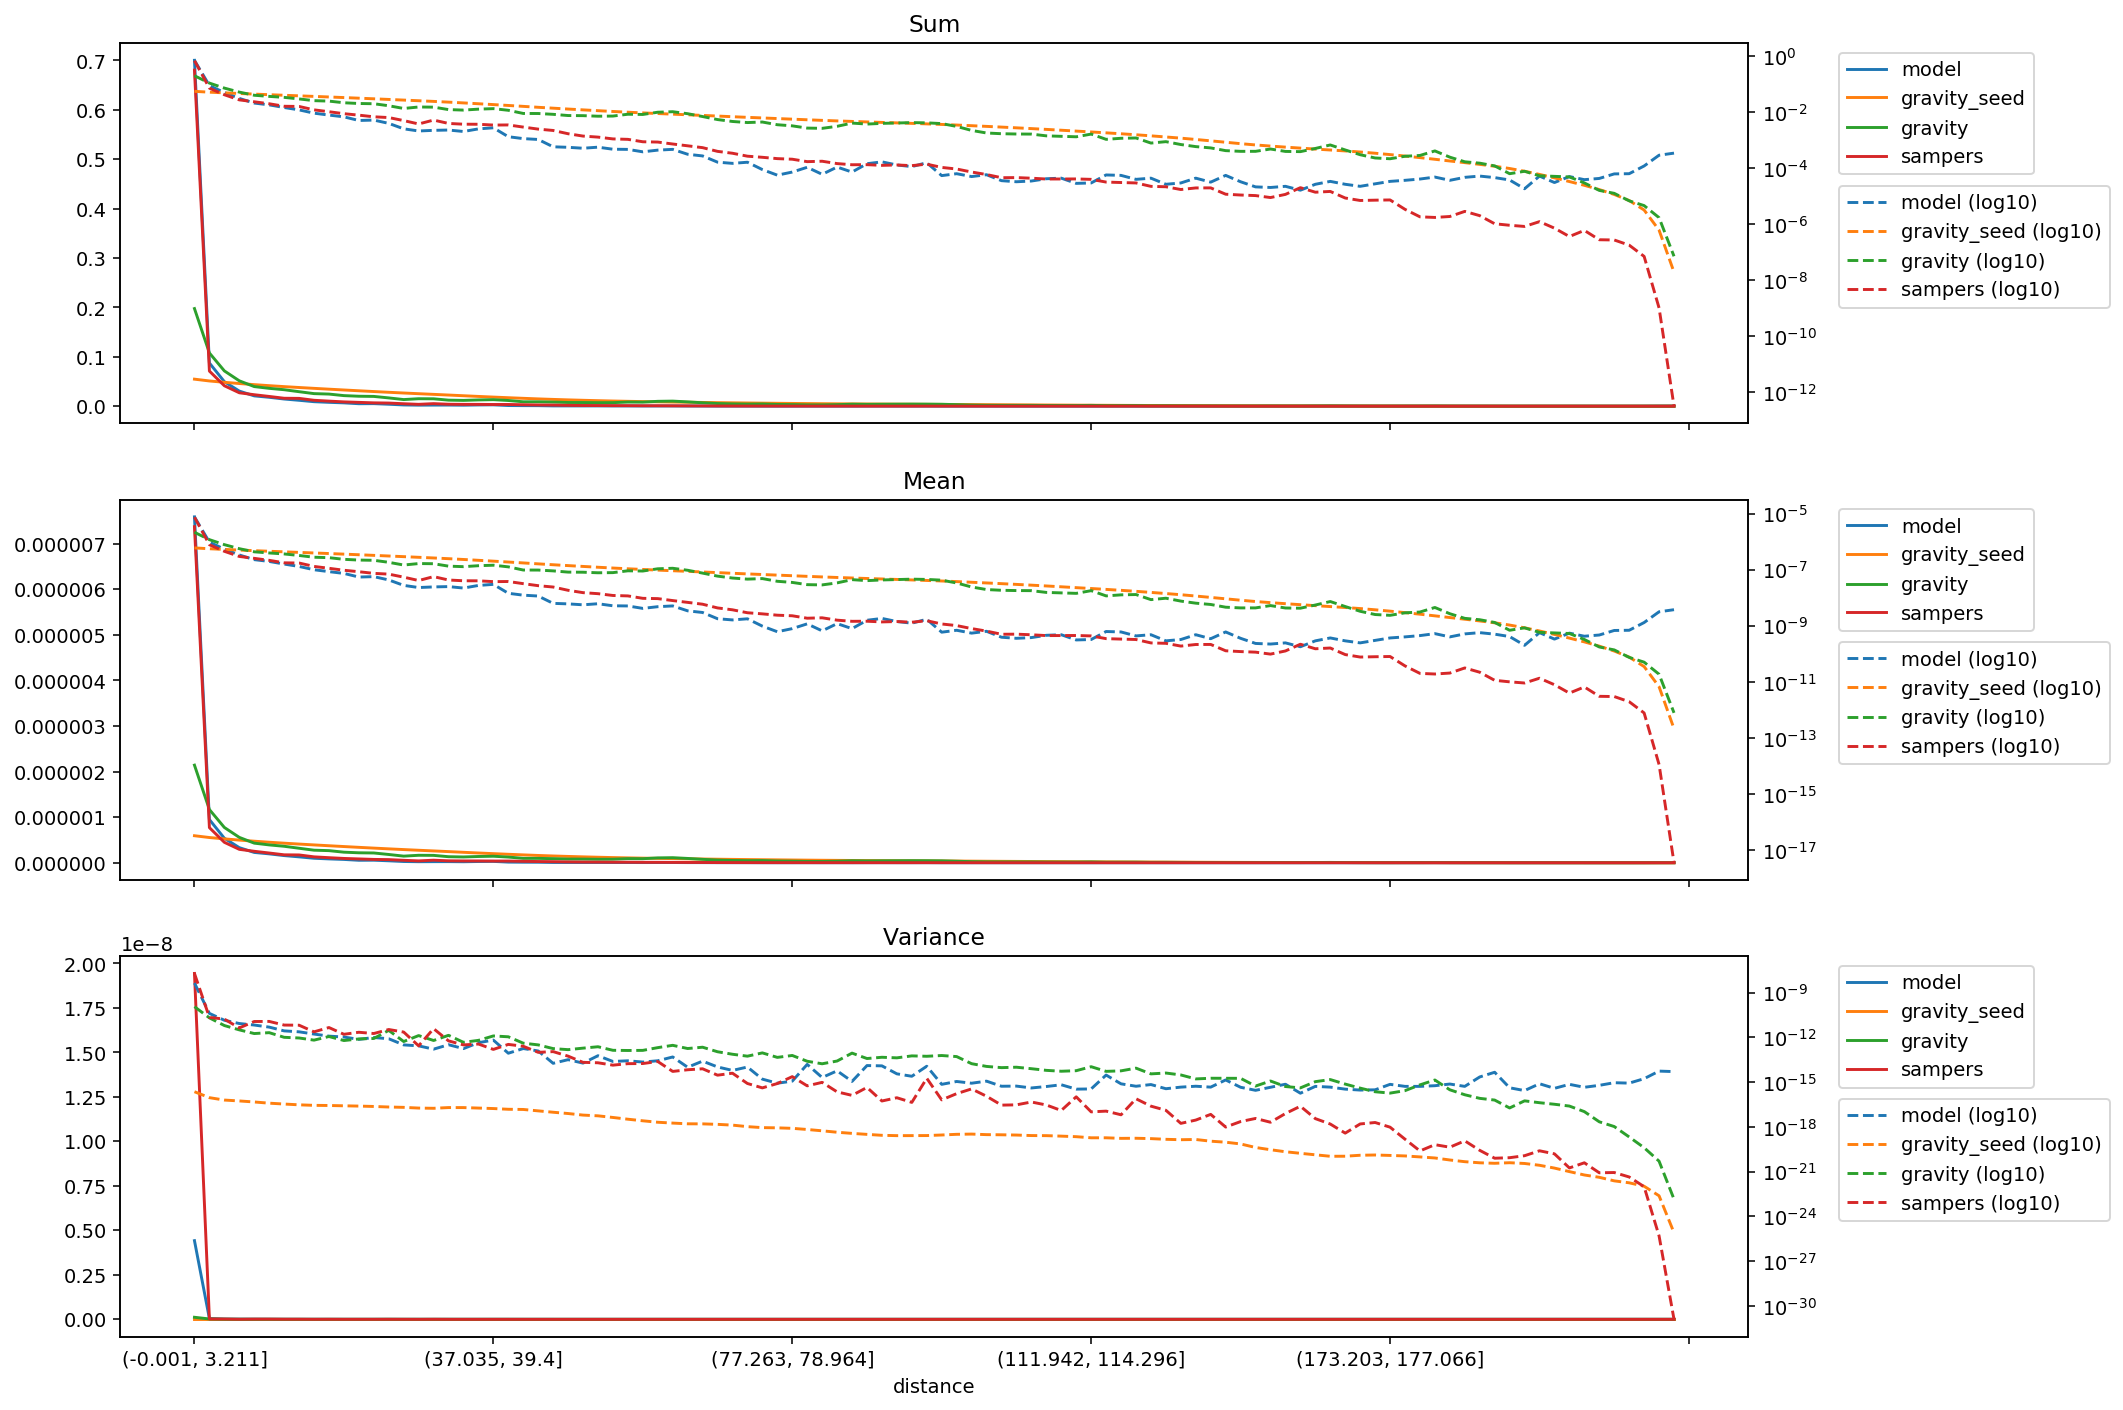 Sum
0.7
0.6
0.5
0.4
0.3
0.2
0.1
0.0
10⁰
10⁻²
10⁻⁴
10⁻⁶
10⁻⁸
10⁻¹⁰
10⁻¹²
model
gravity_seed
gravity
sampers
model (log10)
gravity_seed (log10)
gravity (log10)
sampers (log10)
Mean
0.000007
0.000006
0.000005
0.000004
0.000003
0.000002
0.000001
0.000000
10⁻⁵
10⁻⁷
10⁻⁹
10⁻¹¹
10⁻¹³
10⁻¹⁵
10⁻¹⁷
model
gravity_seed
gravity
sampers
model (log10)
gravity_seed (log10)
gravity (log10)
sampers (log10)
Variance
1e−8
2.00
1.75
1.50
1.25
1.00
0.75
0.50
0.25
0.00
10⁻⁹
10⁻¹²
10⁻¹⁵
10⁻¹⁸
10⁻²¹
10⁻²⁴
10⁻²⁷
10⁻³⁰
model
gravity_seed
gravity
sampers
model (log10)
gravity_seed (log10)
gravity (log10)
sampers (log10)
(-0.001, 3.211] (37.035, 39.4] (77.263, 78.964] (111.942, 114.296] (173.203, 177.066]
distance